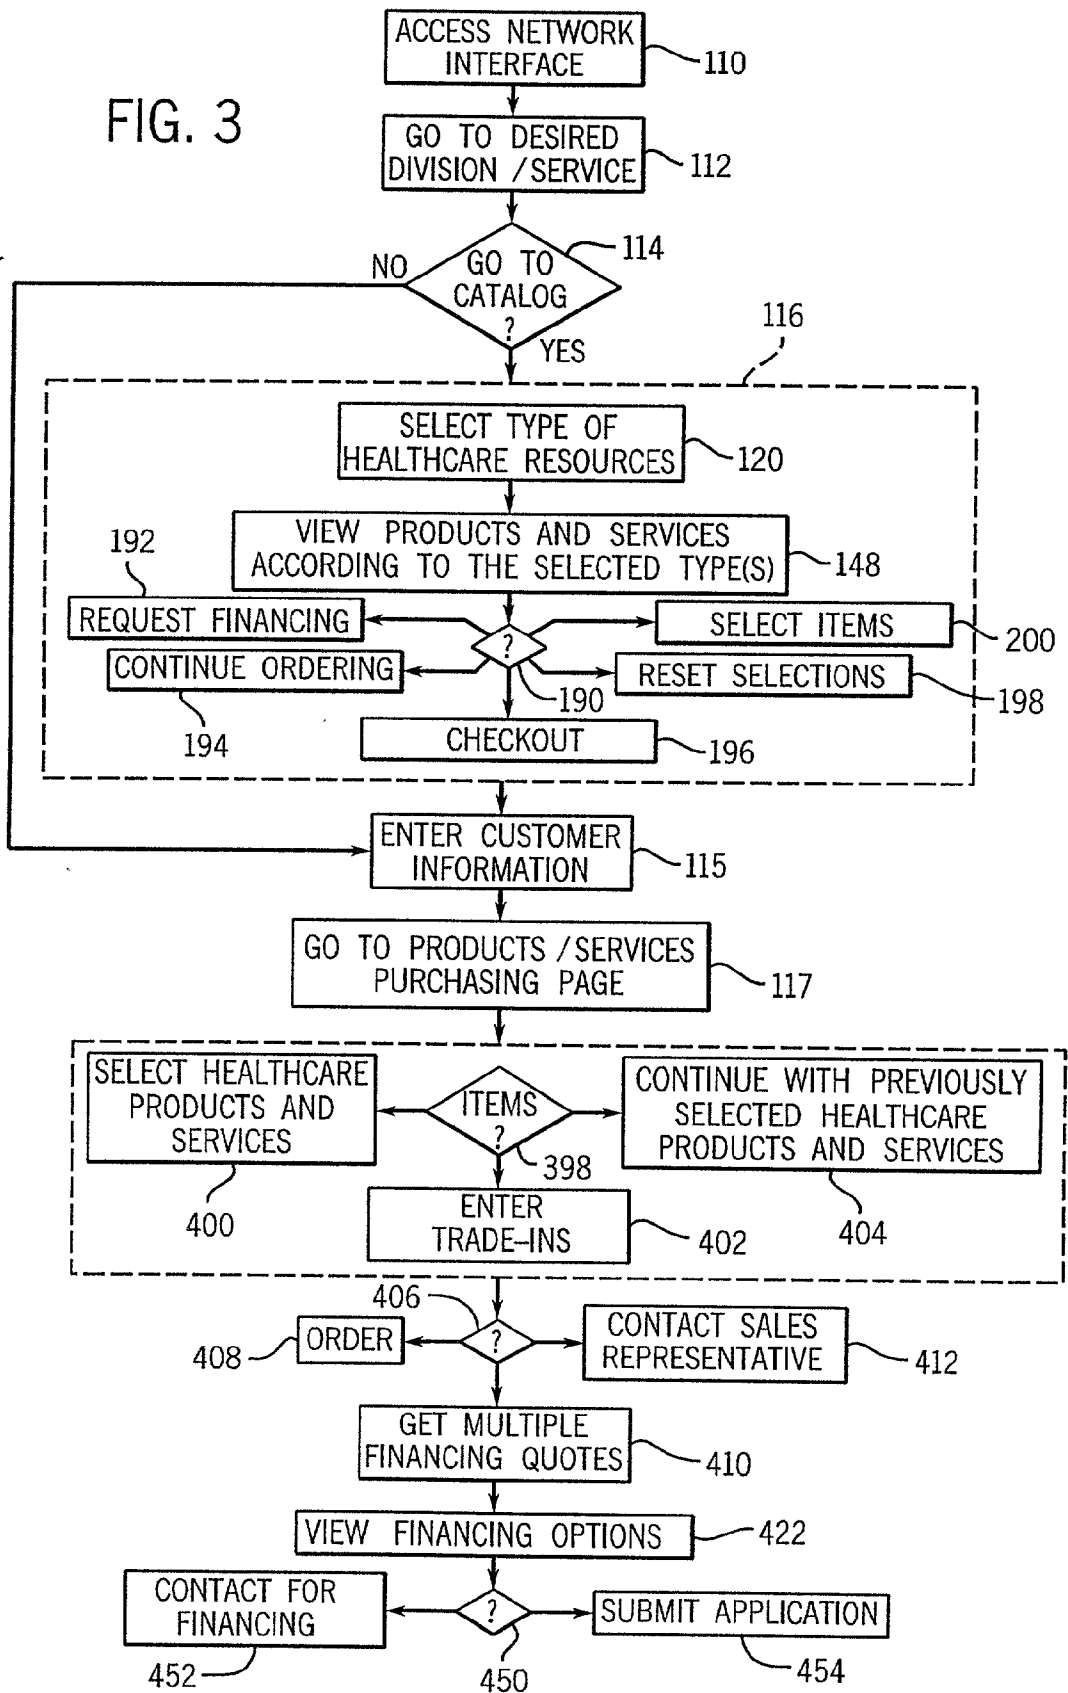 ACCESS NETWORK
INTERFACE
110
FIG. 3
GO TO DESIRED
DIVISION / SERVICE
112
114
NO
GO TO
CATALOG
?
YES
116
SELECT TYPE OF
HEALTHCARE RESOURCES
120
VIEW PRODUCTS AND SERVICES
ACCORDING TO THE SELECTED TYPE(S)
148
192
REQUEST FINANCING
?
SELECT ITEMS
200
CONTINUE ORDERING
RESET SELECTIONS
190
198
194
CHECKOUT
196
ENTER CUSTOMER
INFORMATION
115
GO TO PRODUCTS / SERVICES
PURCHASING PAGE
117
SELECT HEALTHCARE
PRODUCTS AND
SERVICES
400
ITEMS
?
398
CONTINUE WITH PREVIOUSLY
SELECTED HEALTHCARE
PRODUCTS AND SERVICES
404
ENTER
TRADE-INS
402
406
?
ORDER
408
CONTACT SALES
REPRESENTATIVE
412
GET MULTIPLE
FINANCING QUOTES
410
VIEW FINANCING OPTIONS
422
CONTACT FOR
FINANCING
452
?
450
SUBMIT APPLICATION
454